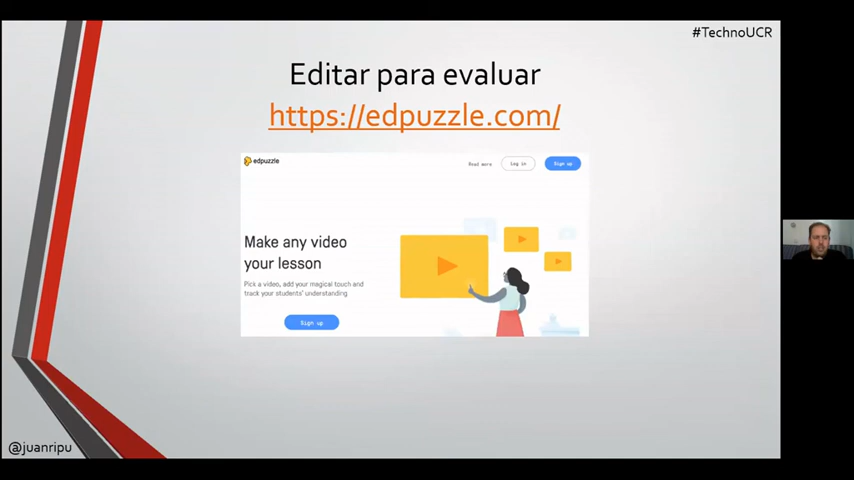 #TechnoUCR
Editar para evaluar
https://edpuzzle.com/
edpuzzle
Read more
Log in
Sign up
Make any video
your lesson
Pick a video, add your magical touch and
track your students' understanding
Sign up
@juanripu